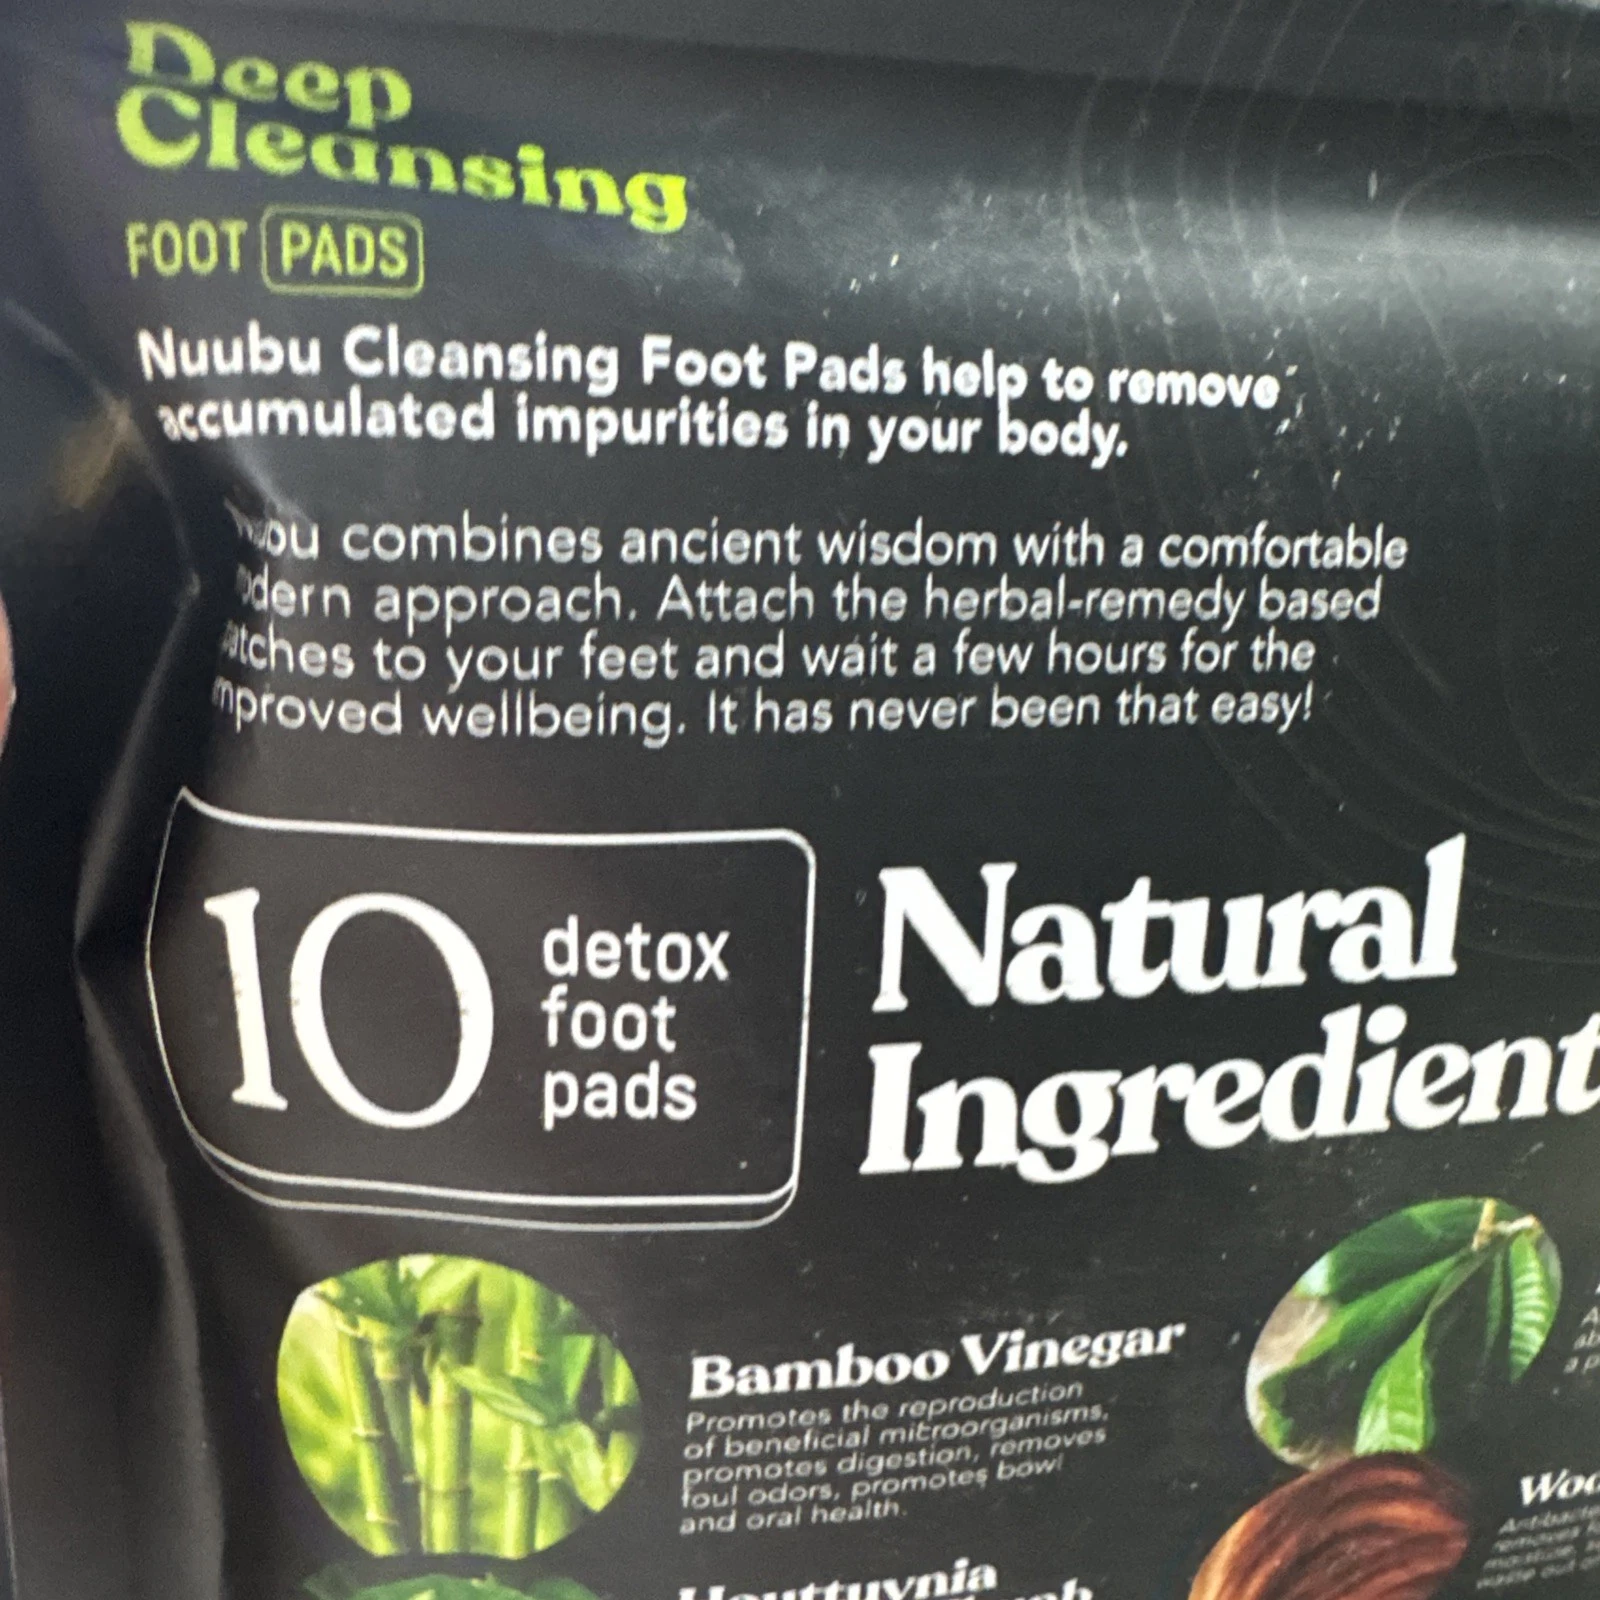 Deep
Cleansing
FOOT PADS
Nuubu Cleansing Foot Pads help to remove
accumulated impurities in your body.
combines ancient wisdom with a comfortable
approach. Attach the herbal-remedy based
to your feet and wait a few hours for the
wellbeing. It has never been that easy!
10
detox
foot
pads
Natural
Ingredient
Bamboo Vinegar
Promotes the reproduction
of beneficial microorganisms,
promotes digestion, removes
foul odors, promotes bowl
and oral health.
Houttuynia